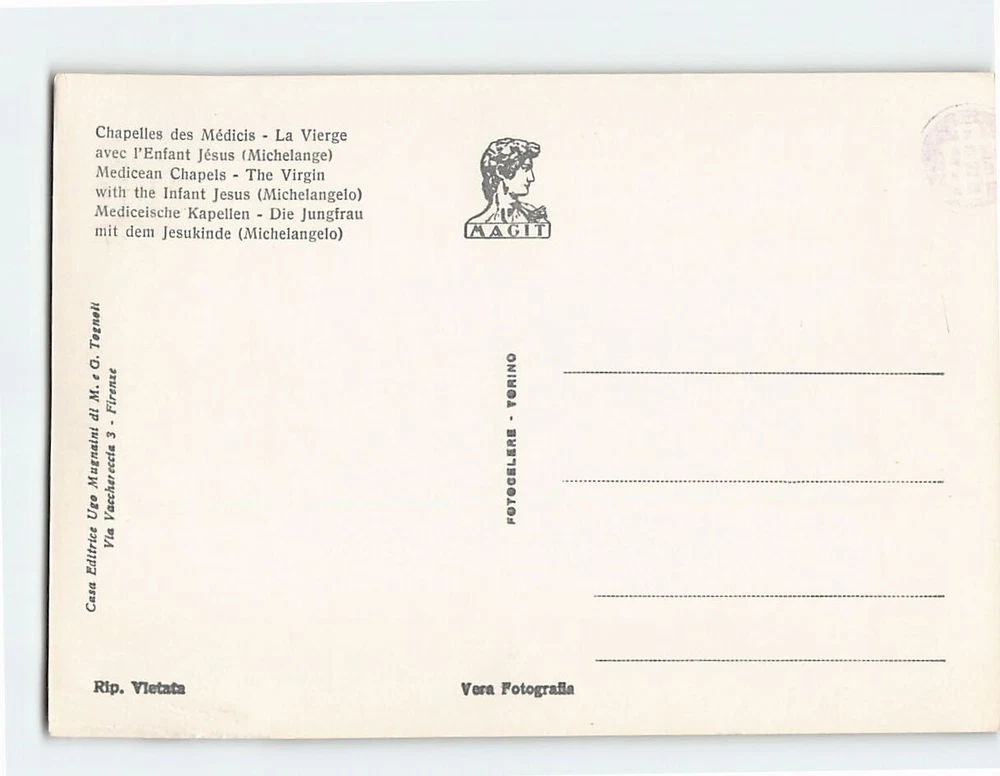 Chapelles des Médicis - La Vierge
avec l'Enfant Jésus (Michelange)
Medicean Chapels - The Virgin
with the Infant Jesus (Michelangelo)
Mediceische Kapellen - Die Jungfrau
mit dem Jesukinde (Michelangelo)
MAGIT
Casa Editrice Ugo Mugnaini di M. e G. Tognoli
Via Vacchereccia 3 - Firenze
FOTOCELERE - TORINO
Rip. Vietata
Vera Fotografia